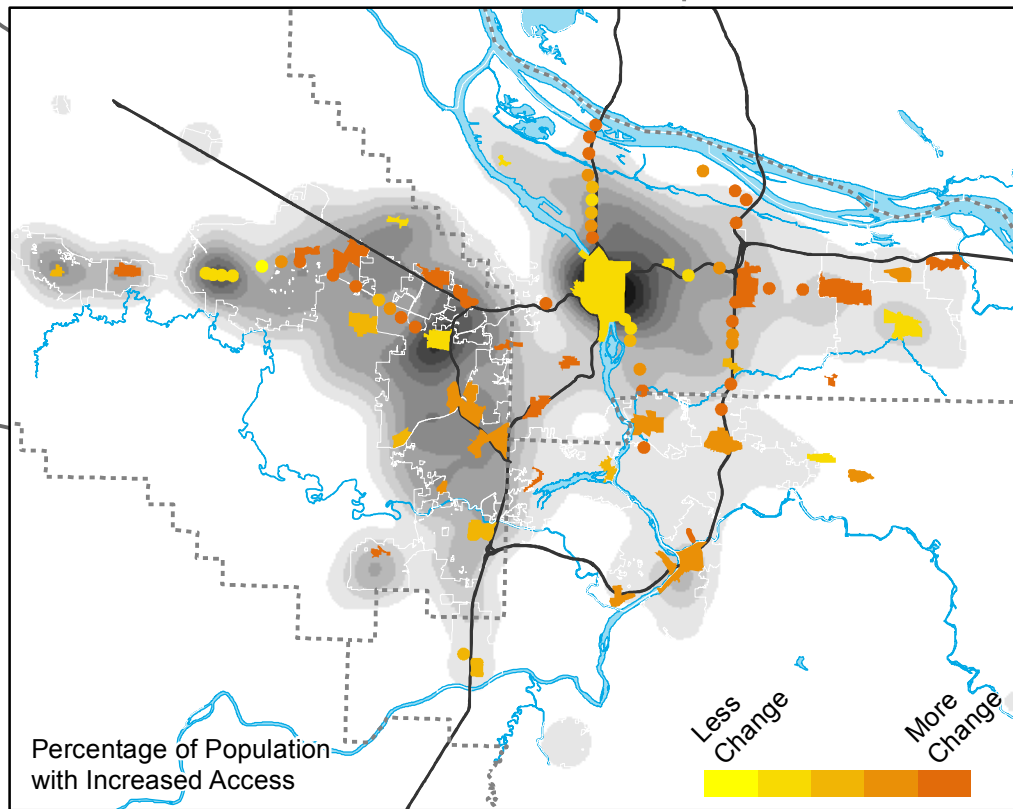 Percentage of Population
with Increased Access
Less
Change
More
Change